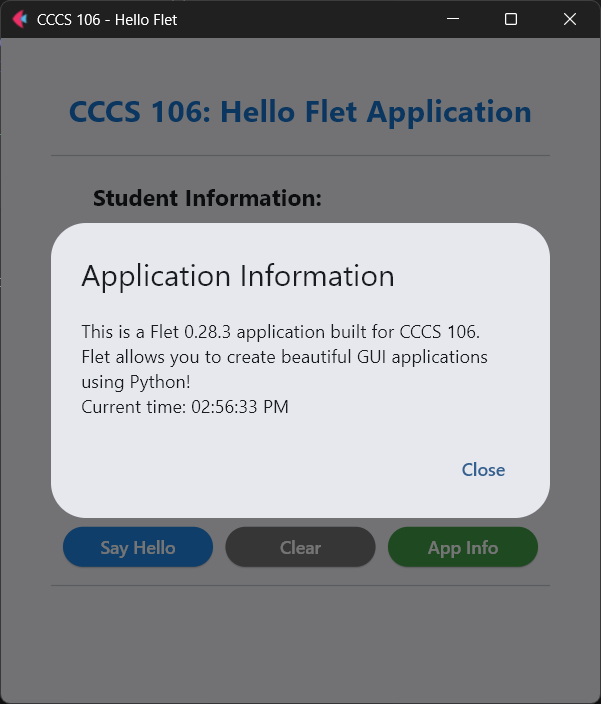 CCCS 106 - Hello Flet
CCCS 106: Hello Flet Application
Student Information:
Application Information
This is a Flet 0.28.3 application built for CCCS 106.
Flet allows you to create beautiful GUI applications
using Python!
Current time: 02:56:33 PM
Close
Say Hello
Clear
App Info